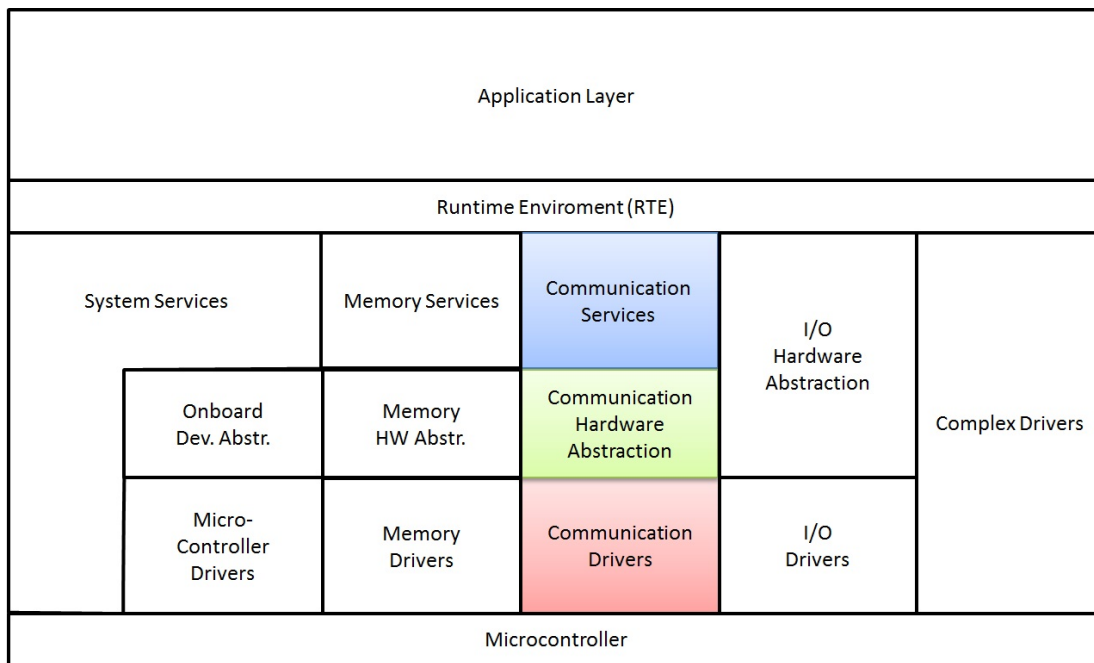 Application Layer
Runtime Enviroment (RTE)
System Services
Memory Services
Communication
Services
I/O
Hardware
Abstraction
Complex Drivers
Onboard
Dev. Abstr.
Memory
HW Abstr.
Communication
Hardware
Abstraction
Micro-
Controller
Drivers
Memory
Drivers
Communication
Drivers
I/O
Drivers
Microcontroller